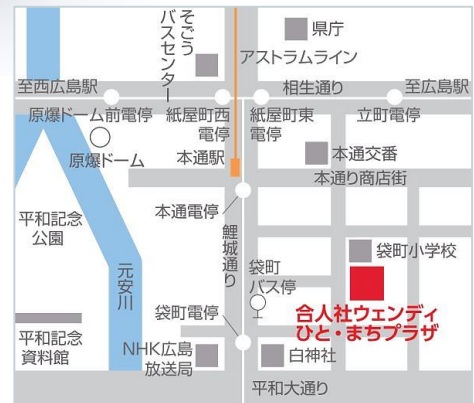 そごう
バスセンター
県庁
アストラムライン
至西広島駅
相生通り
至広島駅
原爆ドーム前電停
紙屋町西
電停
紙屋町東
電停
立町電停
原爆ドーム
本通駅
本通交番
本通り商店街
本通電停
平和記念
公園
鯉城通り
袋町小学校
元安川
袋町
バス停
合人社ウェンディ
ひと・まちプラザ
袋町電停
平和記念
資料館
NHK広島
放送局
白神社
平和大通り